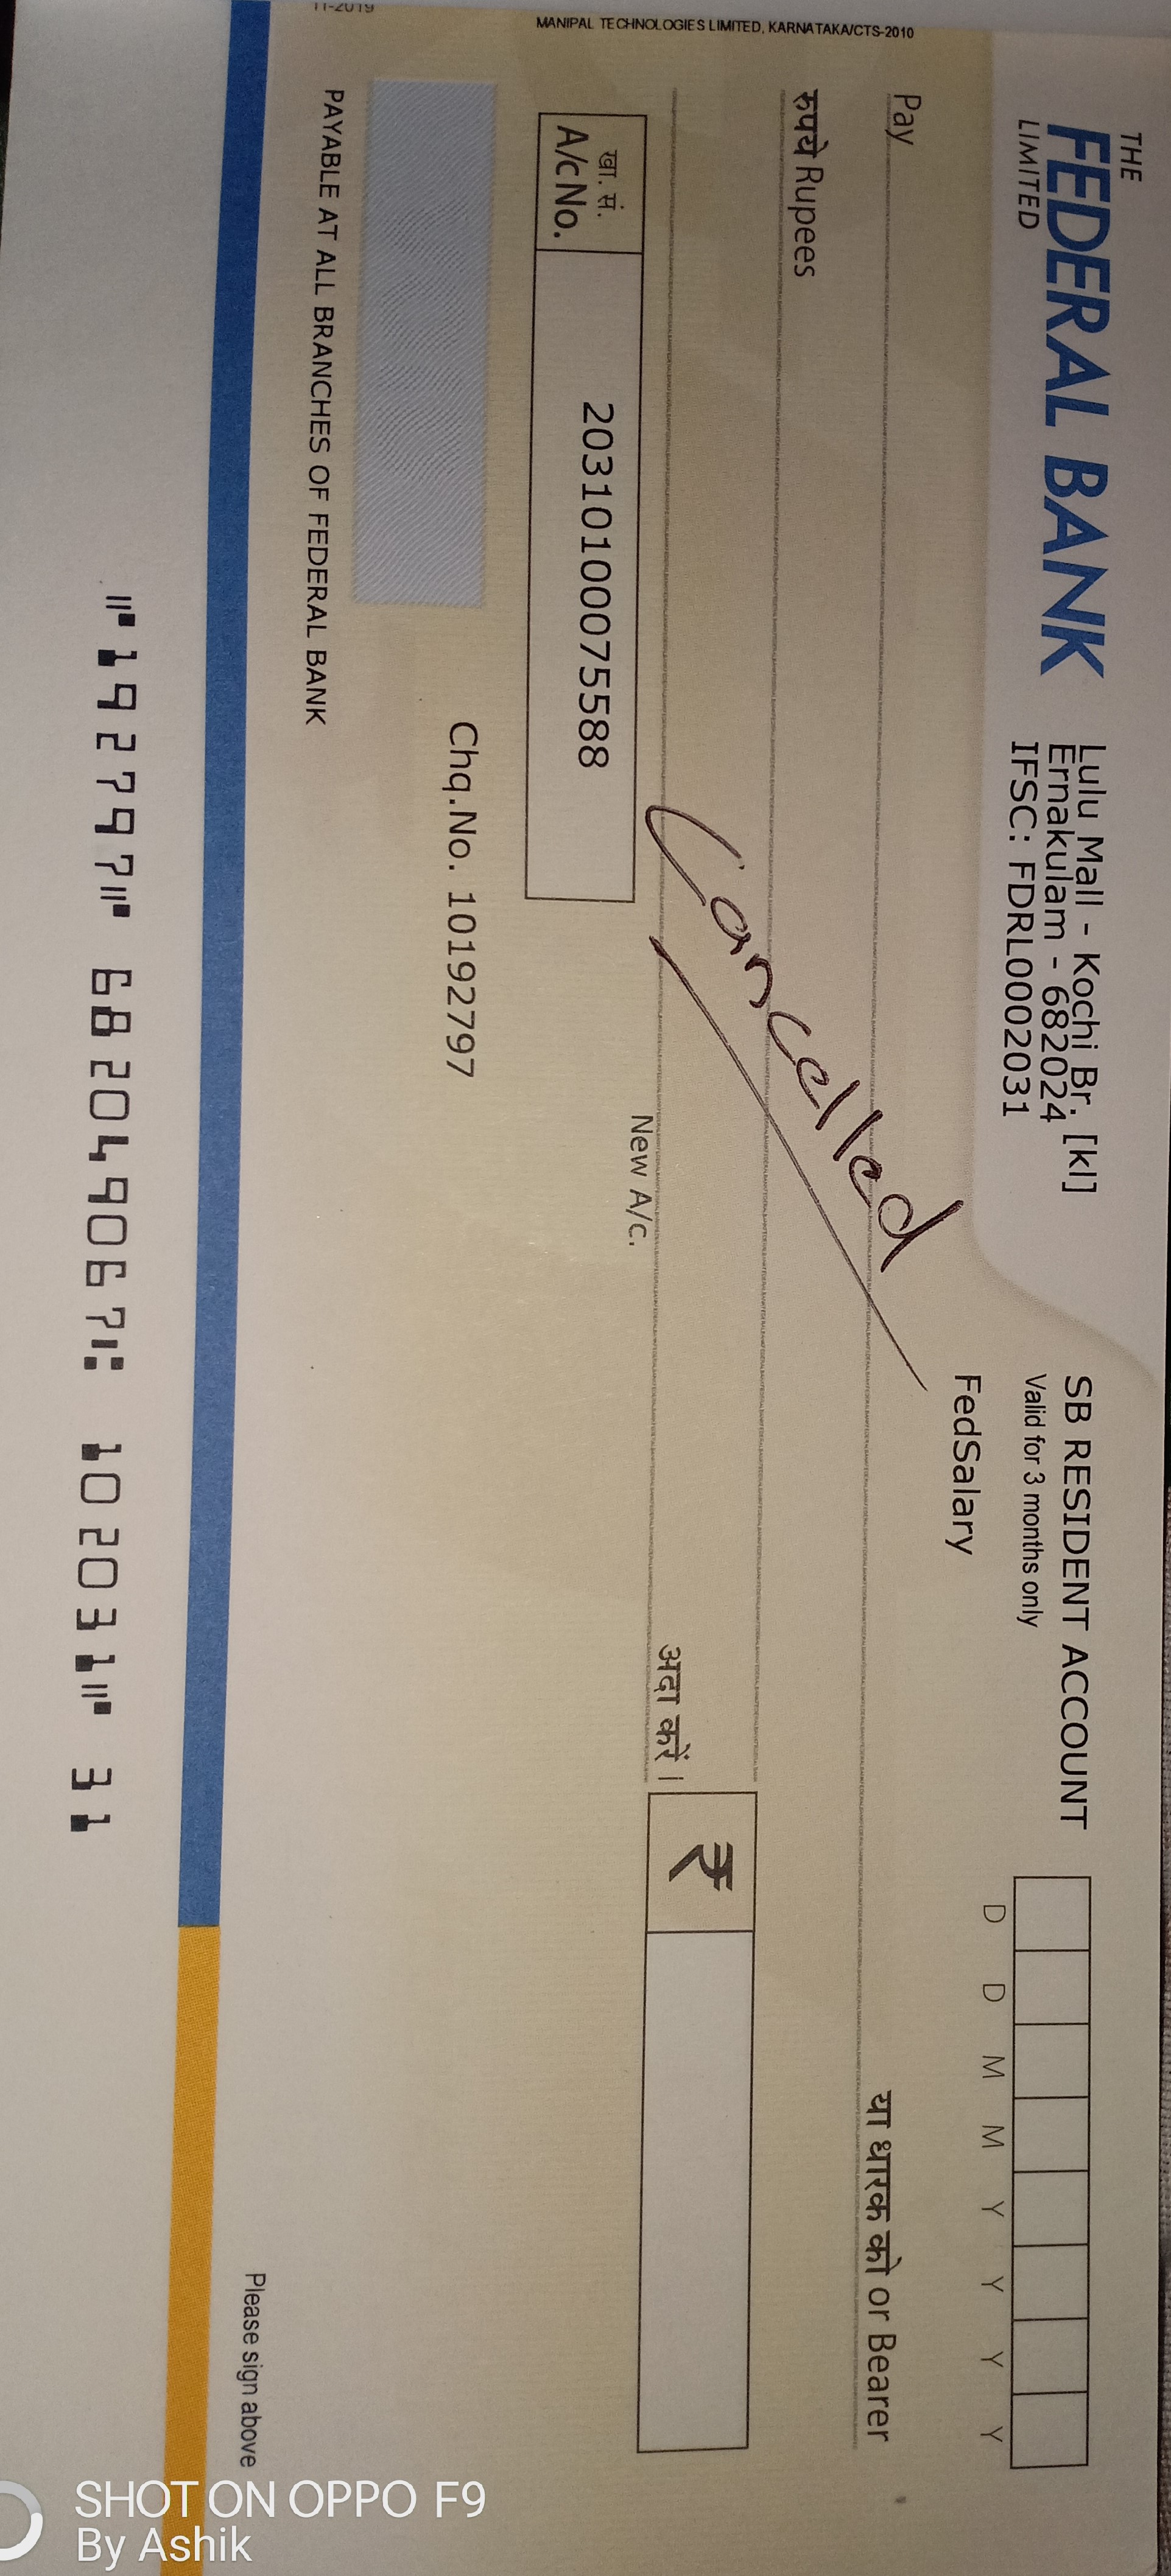 THE
FEDERAL BANK
LIMITED
Lulu Mall - Kochi Br. [kl]
Ernakulam - 682024
IFSC: FDRL0002031
SB RESIDENT ACCOUNT
Valid for 3 months only
FedSalary
D D M M Y Y Y Y
Pay
या धारक को or Bearer
रुपये Rupees
Cancelled
अदा करें।
₹
खा. सं.
A/c No.
20310100075588
New A/c.
Chq.No. 10192797
PAYABLE AT ALL BRANCHES OF FEDERAL BANK
Please sign above
MANIPAL TECHNOLOGIES LIMITED, KARNATAKA/CTS-2010
11-2019
⑈192797⑈ 682049067⑆ 102031⑈ 31
SHOT ON OPPO F9
By Ashik